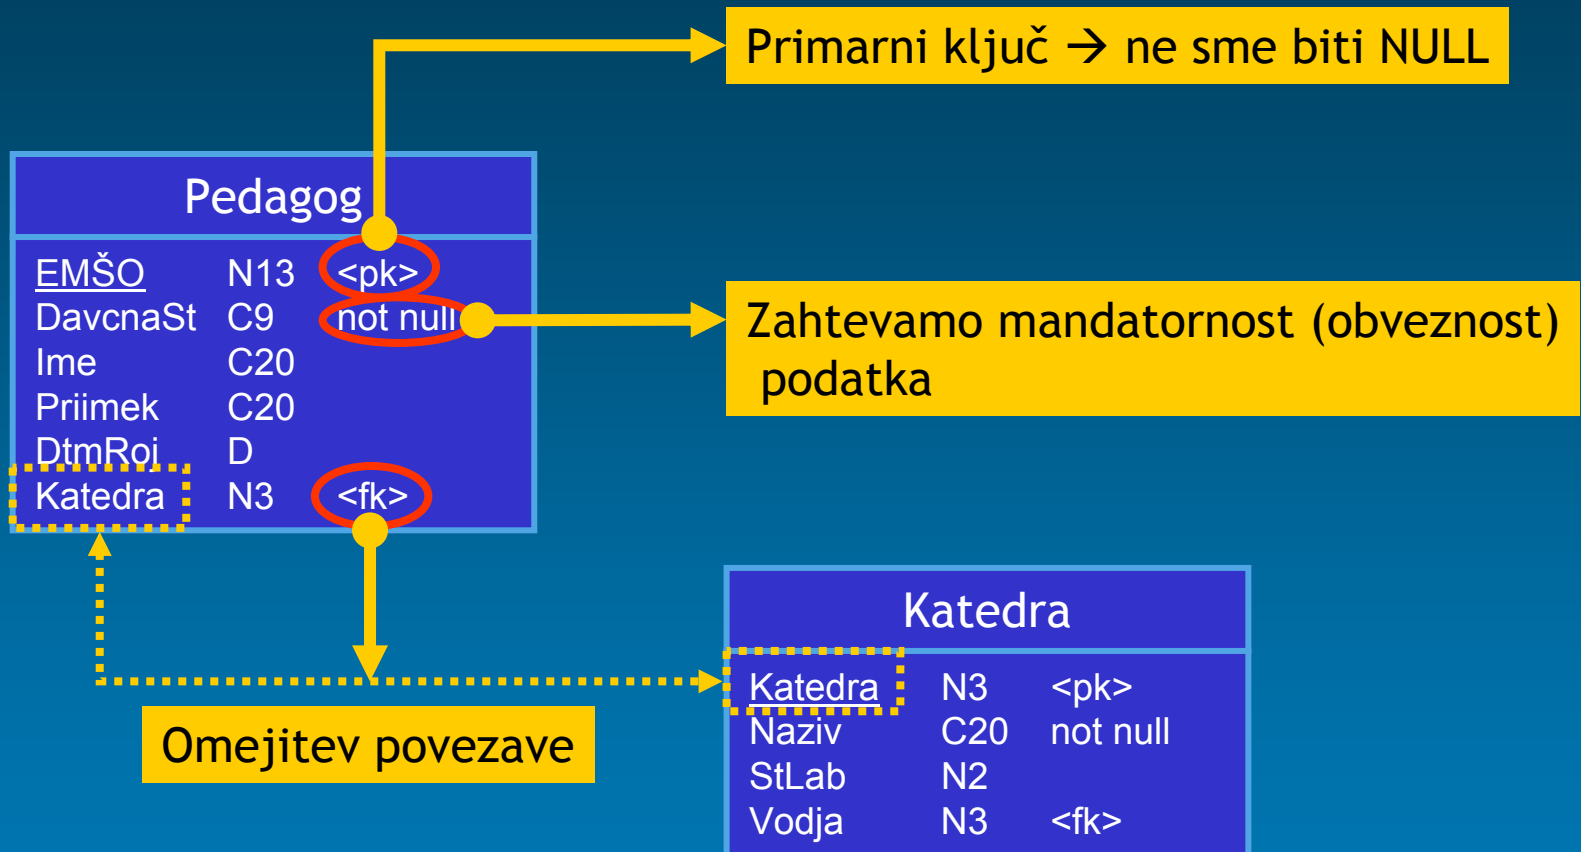 Primarni ključ → ne sme biti NULL
Pedagog
EMŠO N13 <pk>
DavcnaSt C9 not null
Ime C20
Priimek C20
DtmRoj D
Katedra N3 <fk>
Zahtevamo mandatornost (obveznost)
podatka
Omejitev povezave
Katedra
Katedra N3 <pk>
Naziv C20 not null
StLab N2
Vodja N3 <fk>